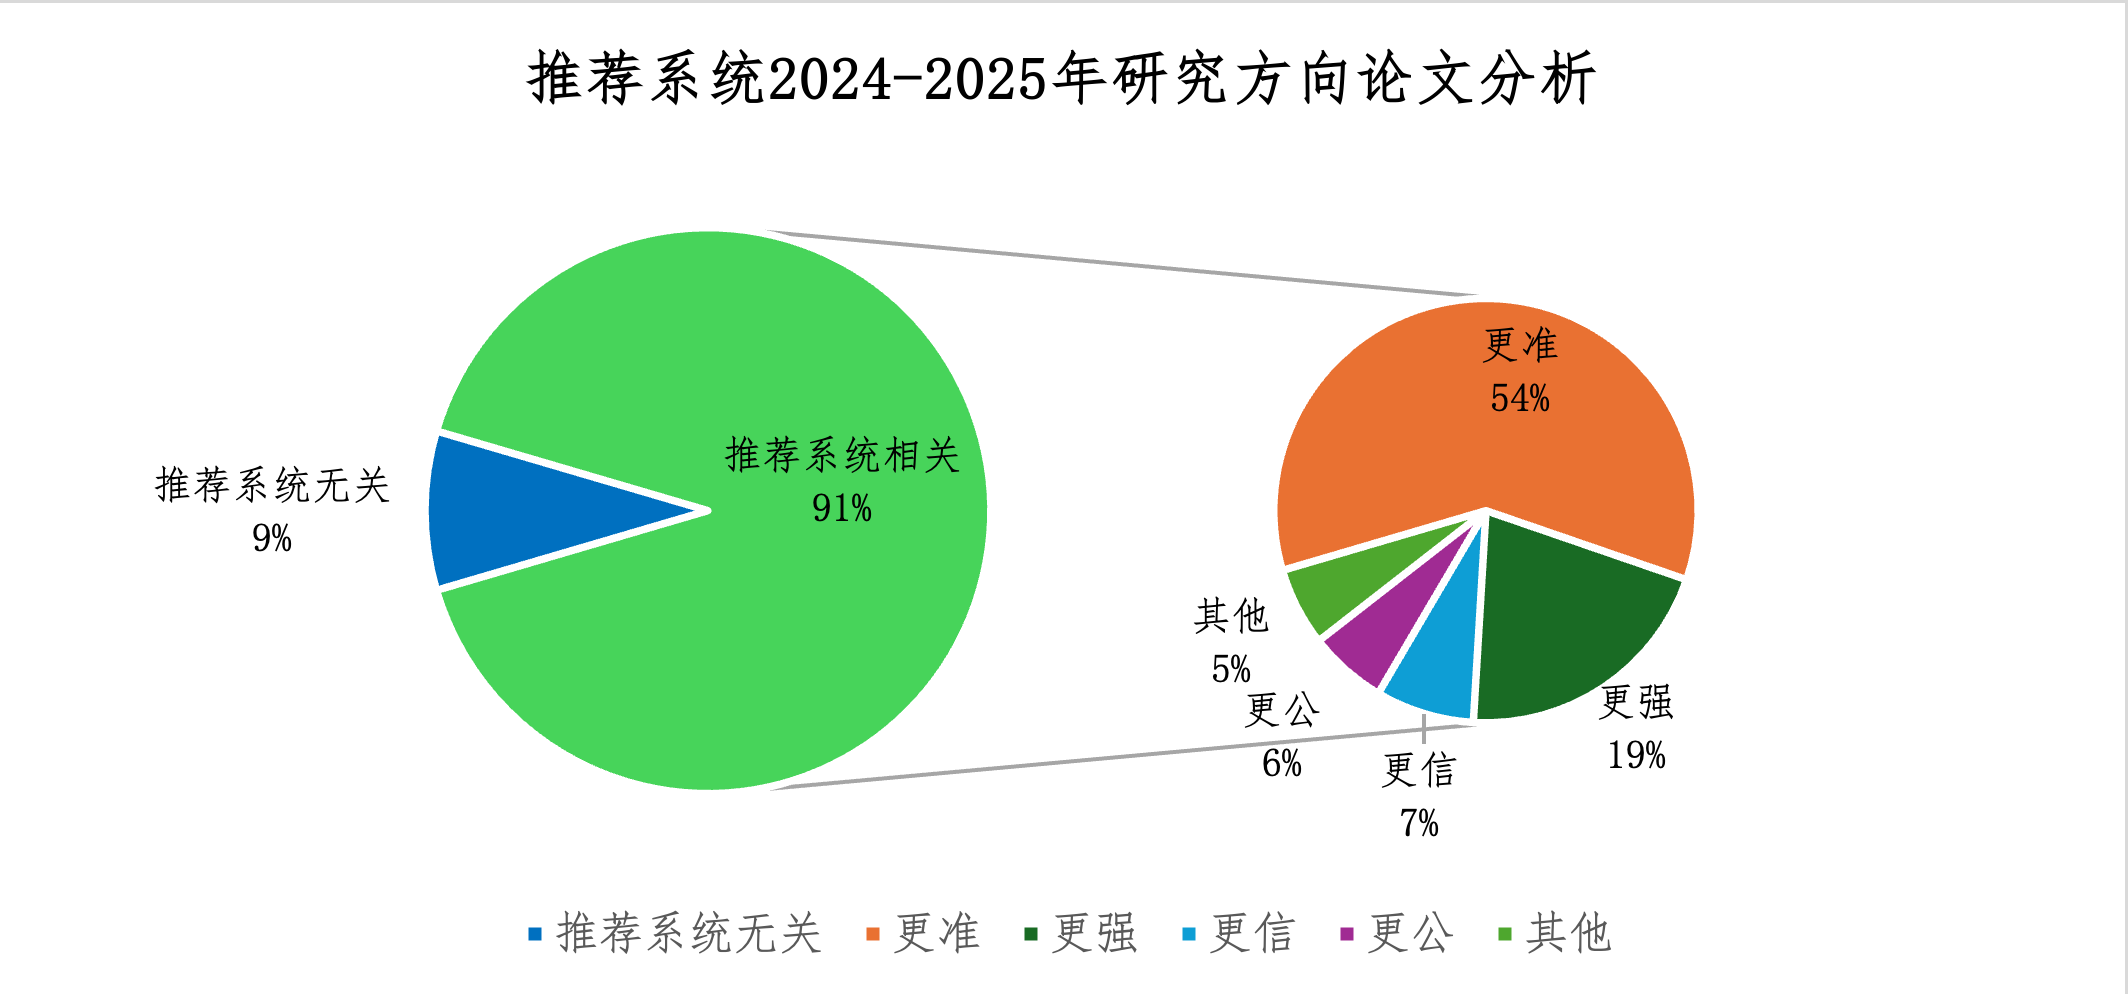 推荐系统2024-2025年研究方向论文分析
推荐系统无关
9%
推荐系统相关
91%
更准
54%
其他
5%
更公
6%
更信
7%
更强
19%
推荐系统无关 更准 更强 更信 更公 其他